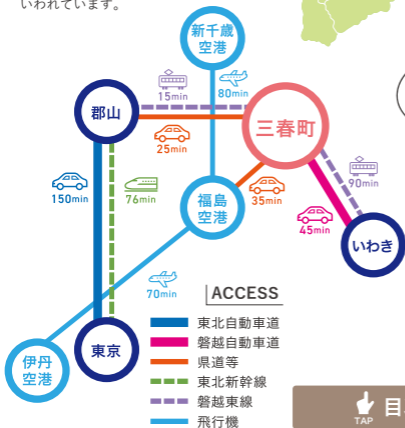 いわれています。
新千歳
空港
15min
80min
郡山
三春町
25min
90min
150min
76min
福島
空港
35min
45min
いわき
70min
ACCESS
東北自動車道
磐越自動車道
県道等
東北新幹線
磐越東線
飛行機
伊丹
空港
東京
TAP
目